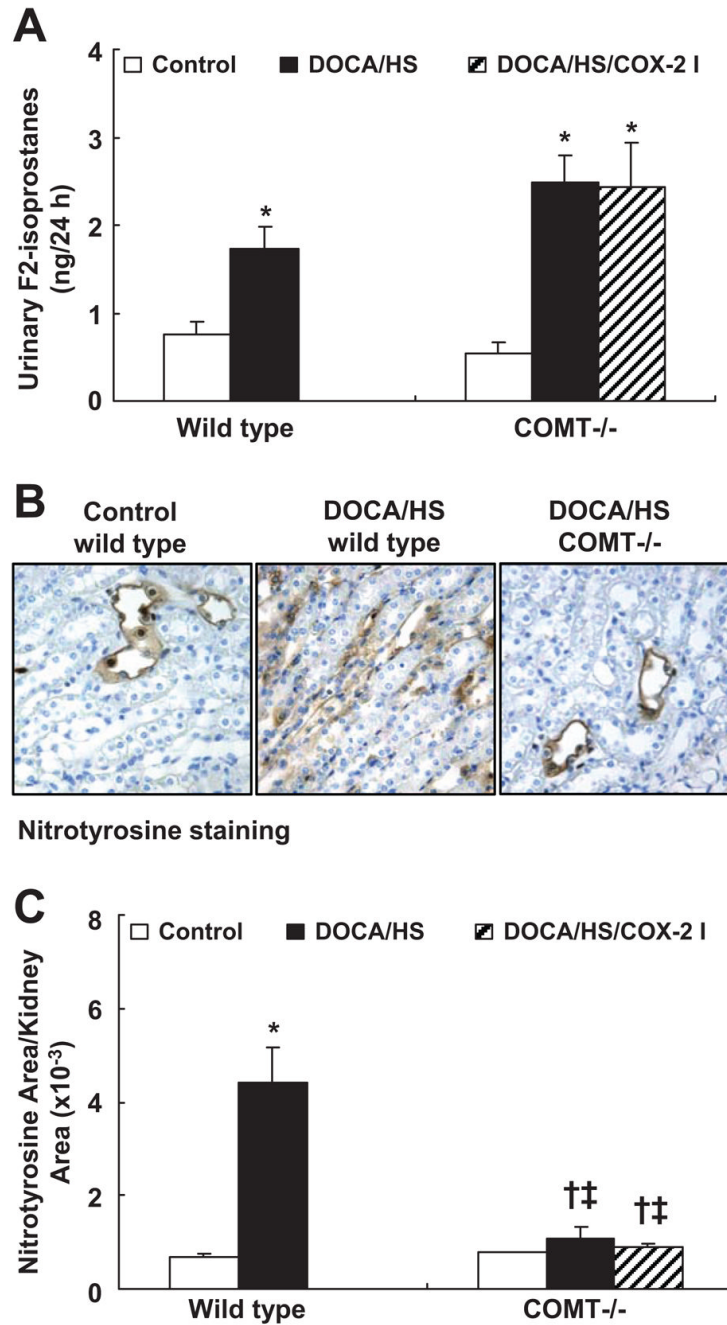 A
4
Control DOCA/HS DOCA/HS/COX-2 I
3
2
1
0
Urinary F2-isoprostanes
(ng/24 h)
*
*
*
Wild type COMT-/-
B
Control
wild type
DOCA/HS
wild type
DOCA/HS
COMT-/-
Nitrotyrosine staining
C
8
Control DOCA/HS DOCA/HS/COX-2 I
6
4
2
0
Nitrotyrosine Area/Kidney
Area (x10⁻³)
*
†‡
†‡
Wild type COMT-/-